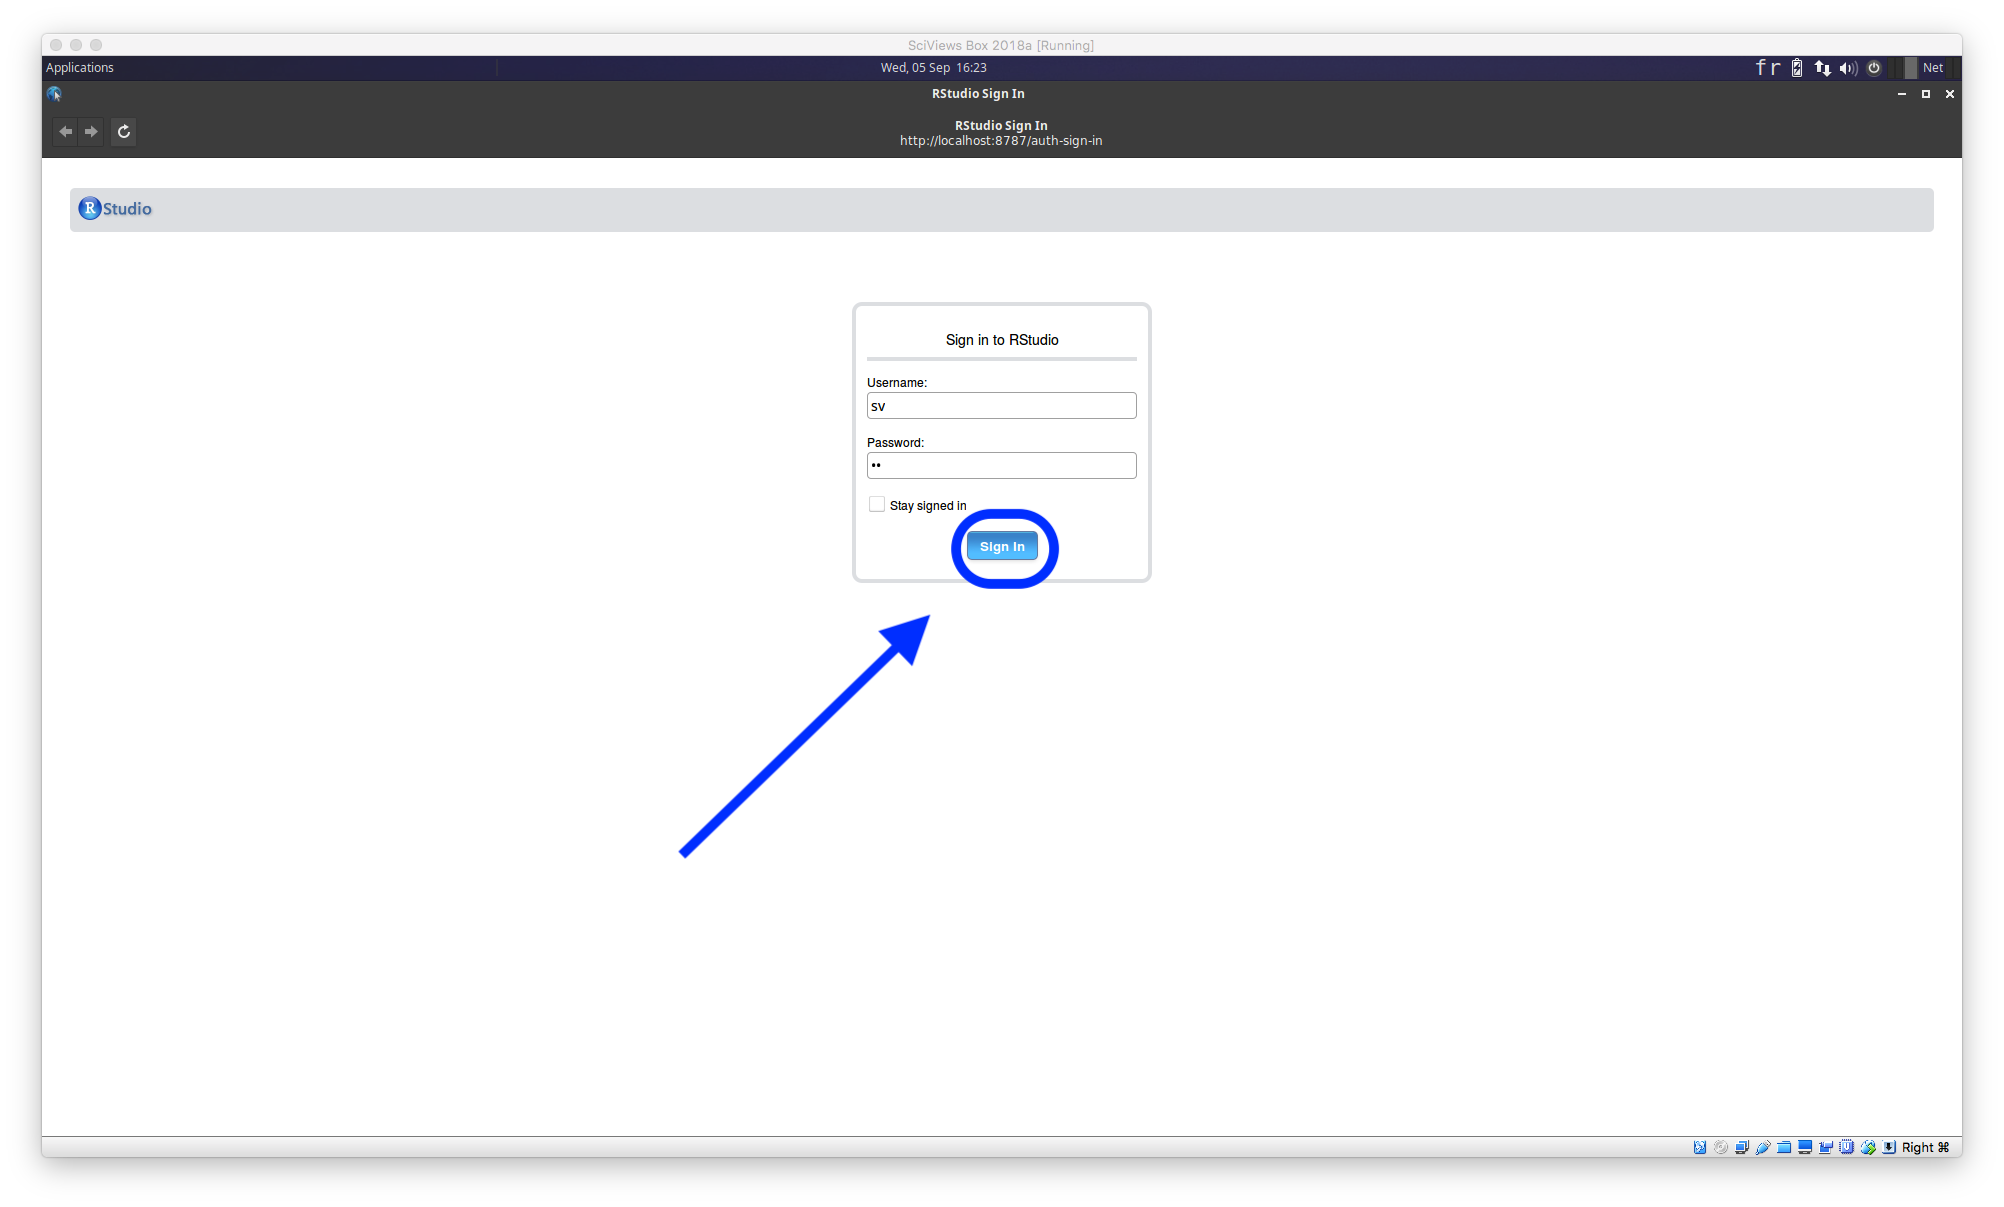 SciViews Box 2018a [Running]
Applications
Wed, 05 Sep 16:23
fr
Net
RStudio Sign In
RStudio Sign In
http://localhost:8787/auth-sign-in
R Studio
Sign in to RStudio
Username:
sv
Password:
••
Stay signed in
Sign In
Right ⌘